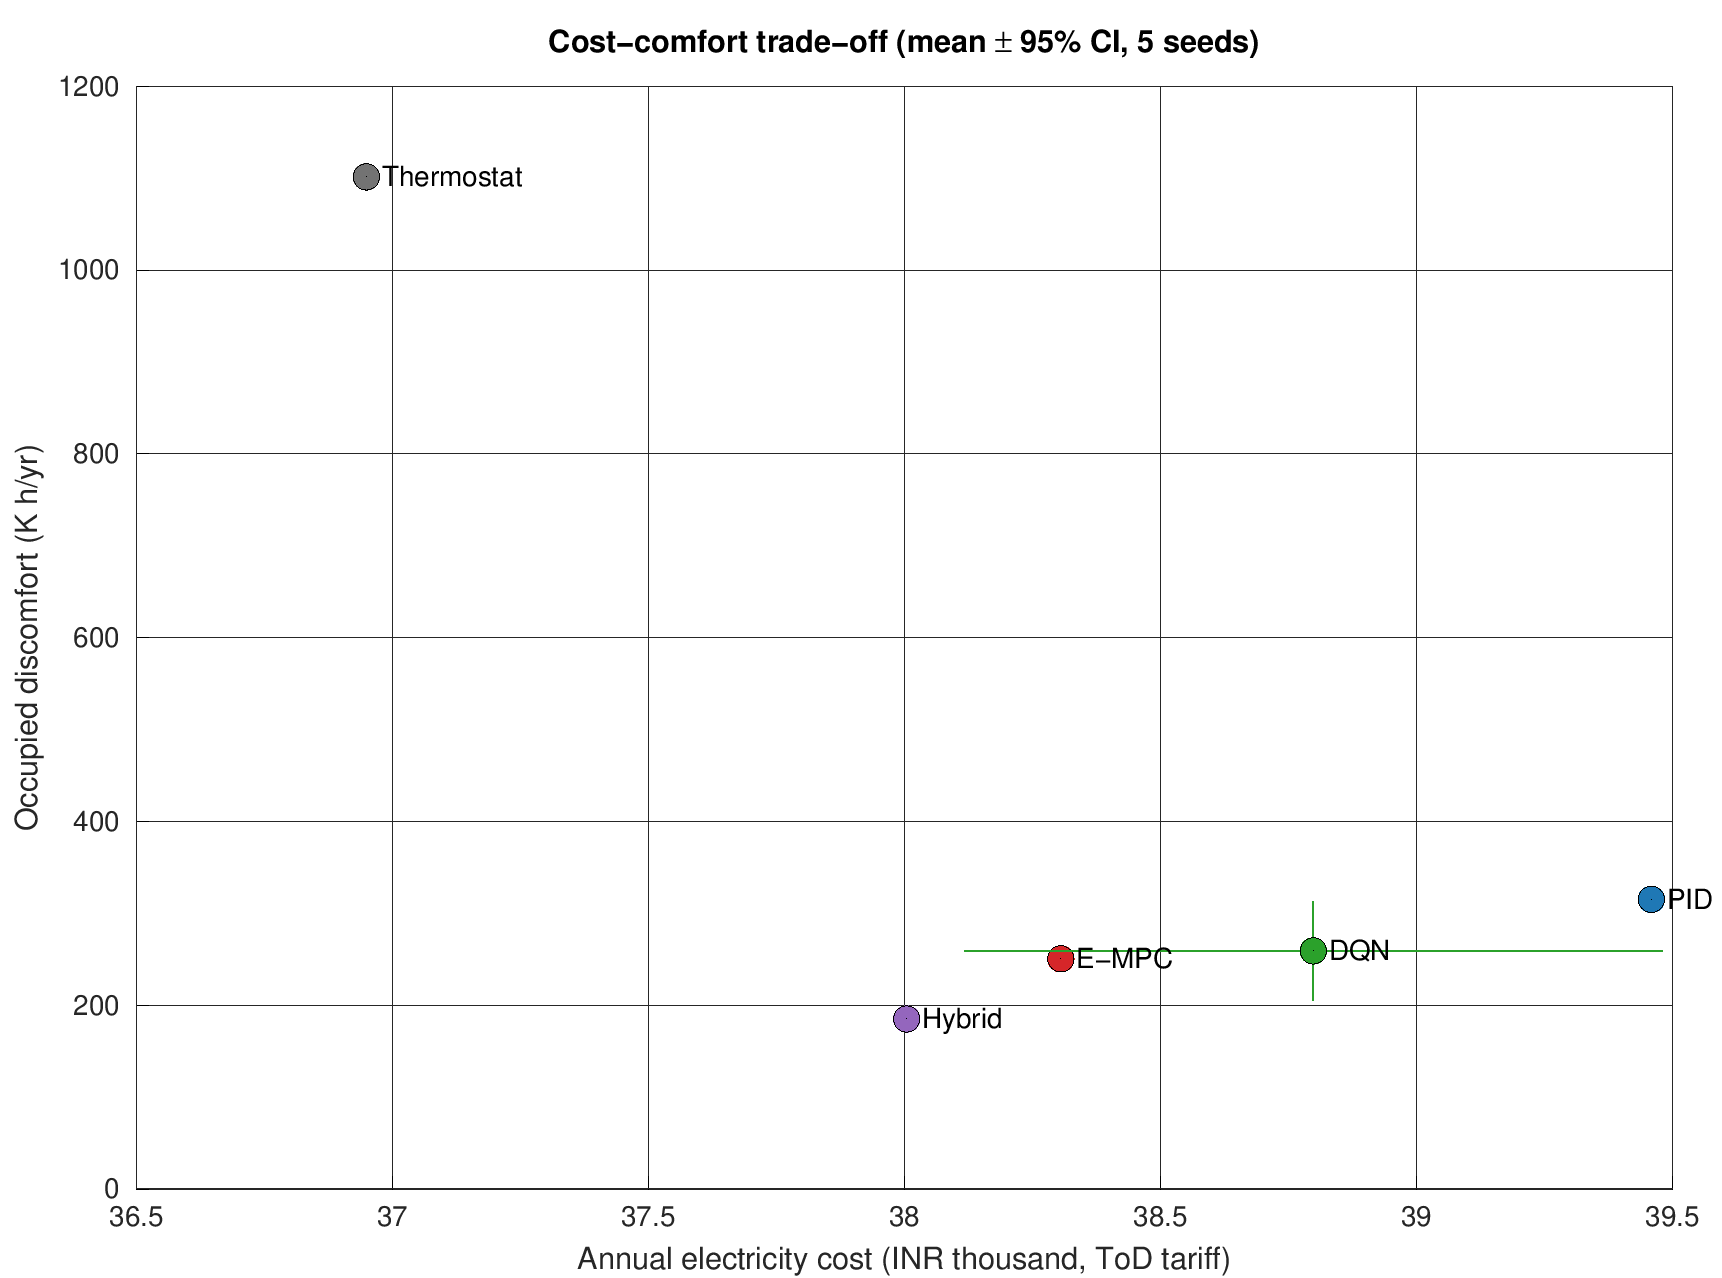 Cost−comfort trade−off (mean ± 95% CI, 5 seeds)
1200
Thermostat
1000
800
600
400
PID
DQN
E−MPC
200
Hybrid
0
36.5 37 37.5 38 38.5 39 39.5
Annual electricity cost (INR thousand, ToD tariff)
Occupied discomfort (K h/yr)